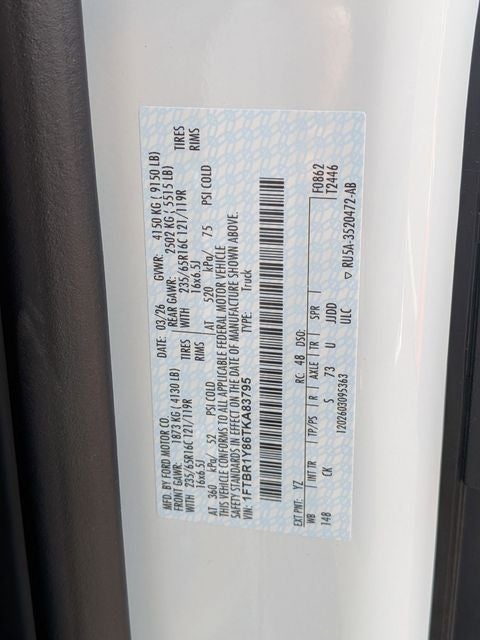 MFD. BY FORD MOTOR CO. DATE: 03/26 GVWR: 4150 KG ( 9150 LB)
FRONT GAWR: 1873 KG ( 4130 LB) REAR GAWR: 2502 KG ( 5515 LB)
WITH 235/65R16C 121/119R TIRES WITH 235/65R16C 121/119R TIRES
16x6.5J RIMS 16x6.5J RIMS
AT 360 kPa/ 52 PSI COLD AT 520 kPa/ 75 PSI COLD
THIS VEHICLE CONFORMS TO ALL APPLICABLE FEDERAL MOTOR VEHICLE
SAFETY STANDARDS IN EFFECT ON THE DATE OF MANUFACTURE SHOWN ABOVE.
VIN: 1FTBR1Y86TKA83795 TYPE: Truck
EXT PNT: YZ RC: 48 DSO: F0862
WB INT TR TP/PS R AXLE TR SPR T2446
148 CK S 73 U JJDD
ULC
1202603095363 ▽ RU5A-3520472-AB